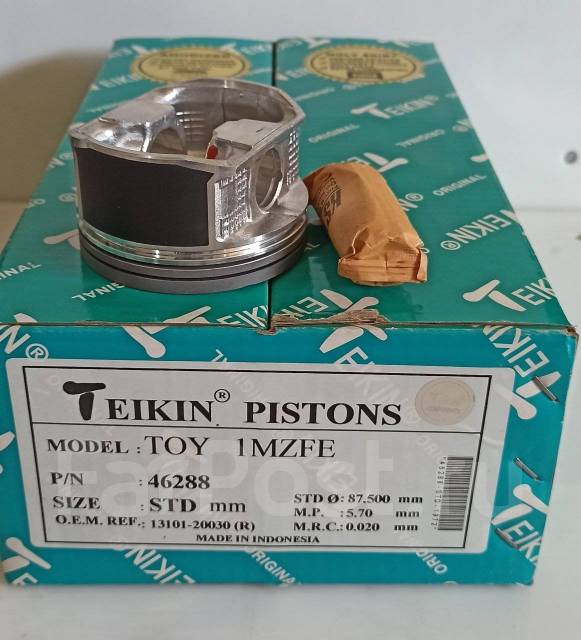 TEIKIN®
ORIGINAL
TEIKIN®
ORIGINAL
TEIKIN® PISTONS
MODEL : TOY 1MZFE
P/N : 46288
SIZE : STD mm
O.E.M. REF.: 13101-20030 (R)
STD Ø: 87.500 mm
M.P. : 5.70 mm
M.R.C.: 0.020 mm
MADE IN INDONESIA